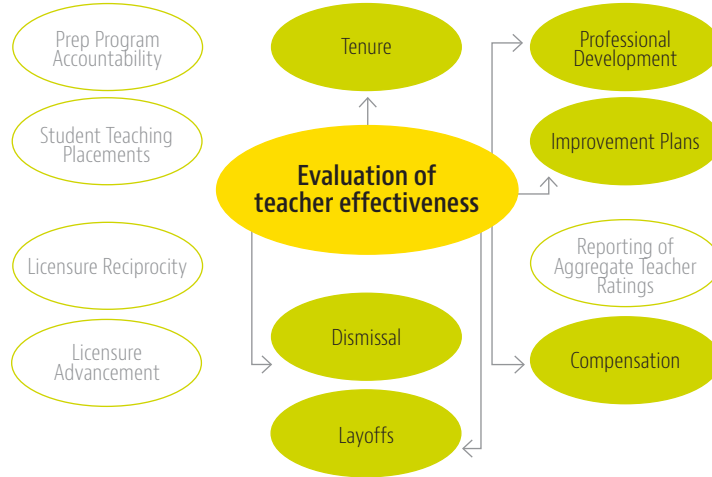 Prep Program
Accountability
Tenure
Professional
Development
Student Teaching
Placements
Improvement Plans
Evaluation of
teacher effectiveness
Licensure Reciprocity
Reporting of
Aggregate Teacher
Ratings
Dismissal
Licensure
Advancement
Compensation
Layoffs